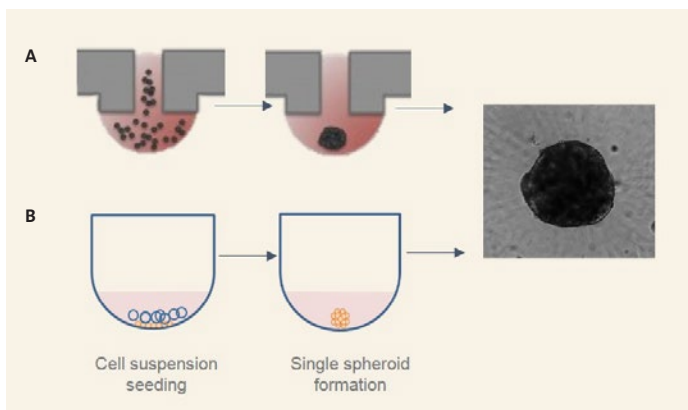 A
B
Cell suspension
seeding
Single spheroid
formation